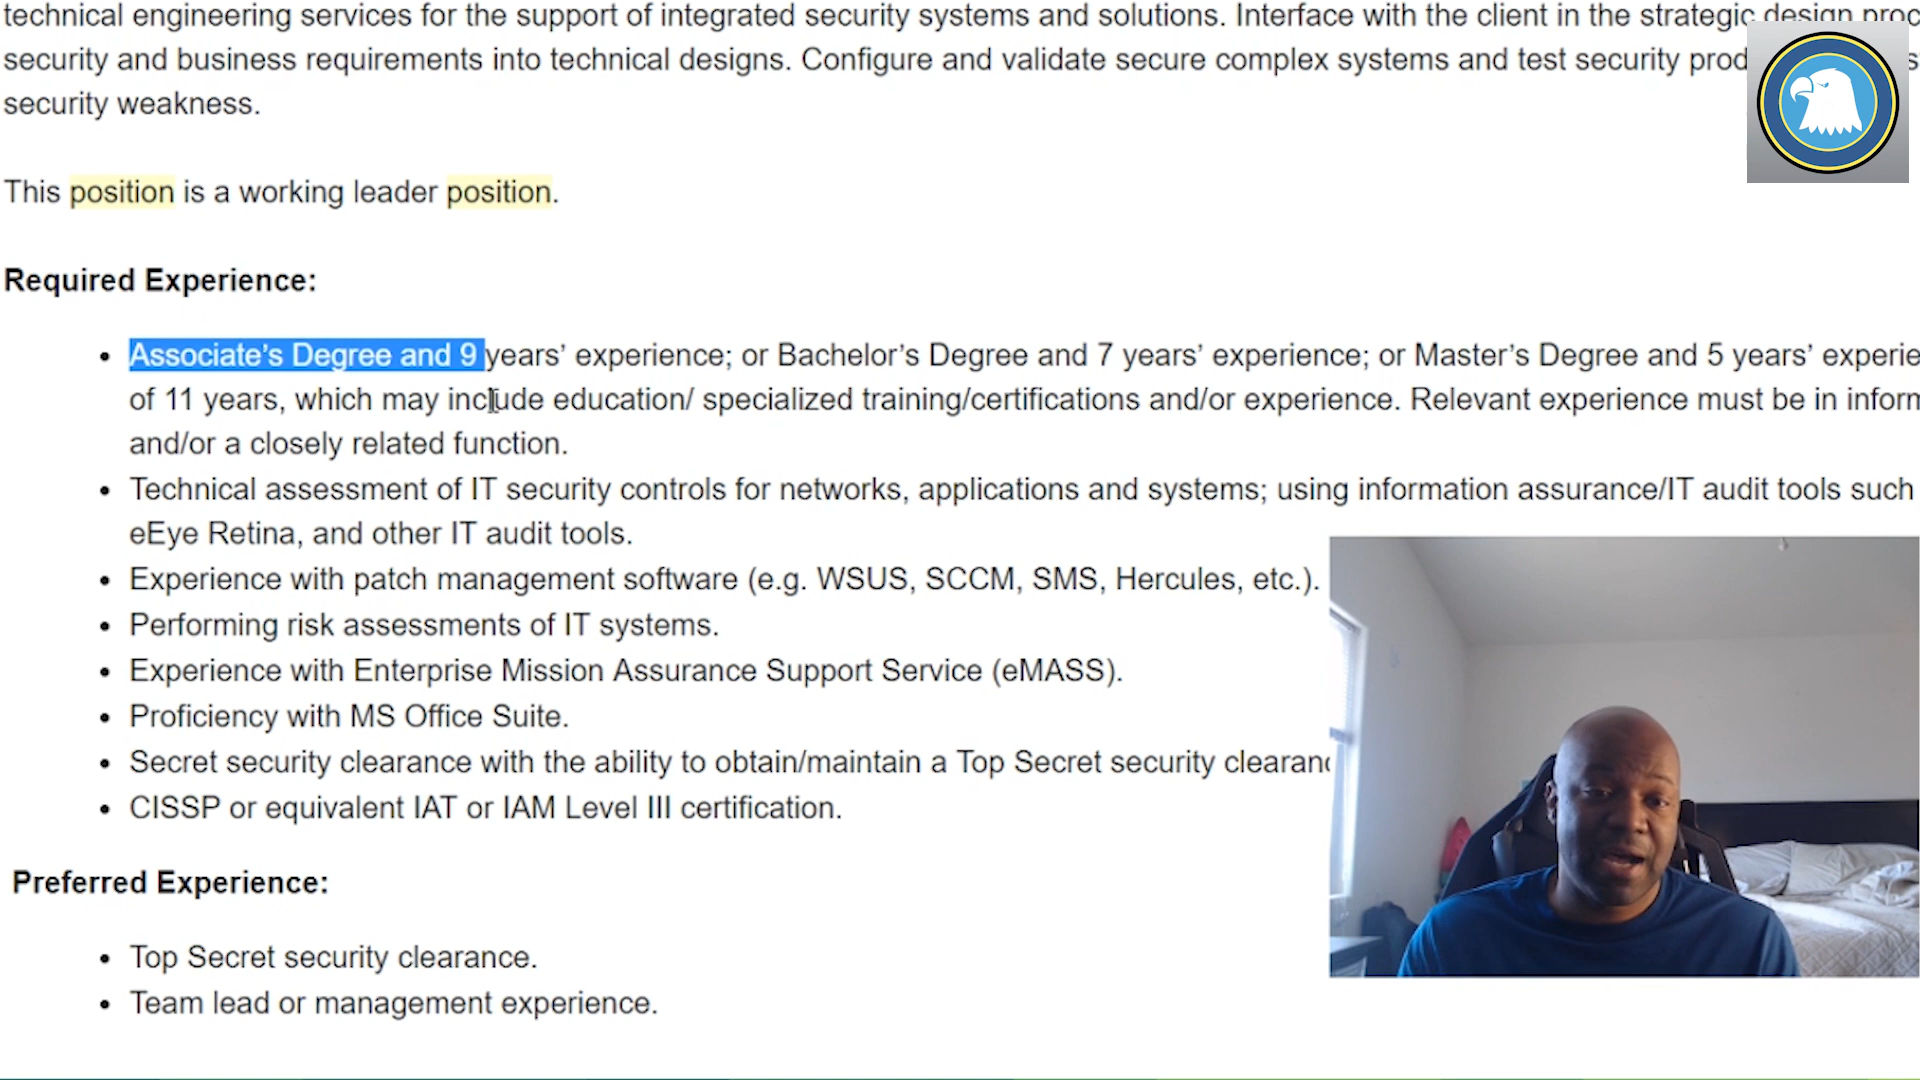 technical engineering services for the support of integrated security systems and solutions. Interface with the client in the strategic design
security and business requirements into technical designs. Configure and validate secure complex systems and test security
security weakness.
This position is a working leader position.
Required Experience:
• Associate’s Degree and 9 years’ experience; or Bachelor’s Degree and 7 years’ experience; or Master’s Degree and 5 years’
of 11 years, which may include education/ specialized training/certifications and/or experience. Relevant experience must be in
and/or a closely related function.
• Technical assessment of IT security controls for networks, applications and systems; using information assurance/IT audit tools such
eEye Retina, and other IT audit tools.
• Experience with patch management software (e.g. WSUS, SCCM, SMS, Hercules, etc.).
• Performing risk assessments of IT systems.
• Experience with Enterprise Mission Assurance Support Service (eMASS).
• Proficiency with MS Office Suite.
• Secret security clearance with the ability to obtain/maintain a Top Secret security
• CISSP or equivalent IAT or IAM Level III certification.
Preferred Experience:
• Top Secret security clearance.
• Team lead or management experience.